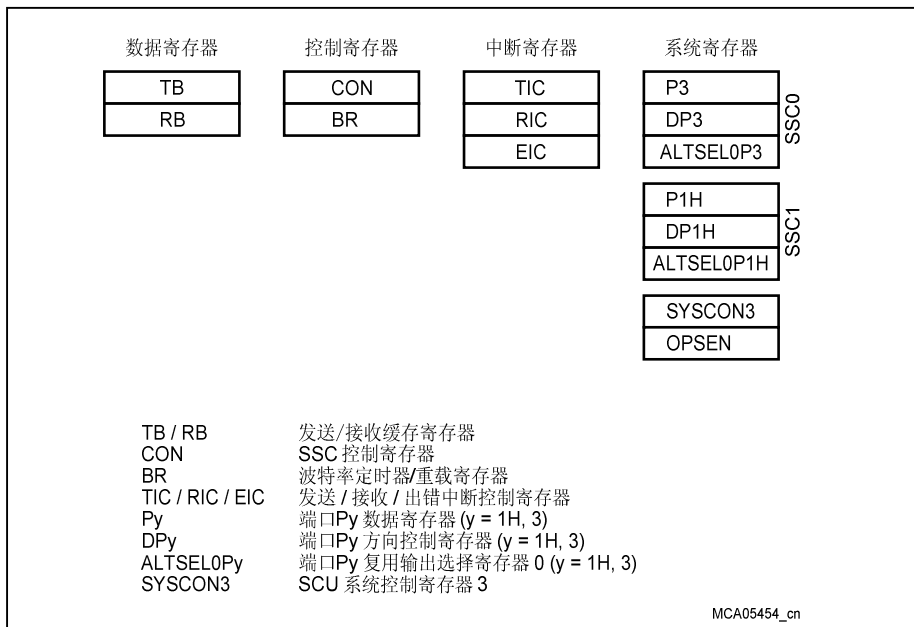 数据寄存器 控制寄存器 中断寄存器 系统寄存器
TB CON TIC P3
RB BR RIC DP3
EIC ALTSEL0P3
SSC0
P1H
DP1H
ALTSEL0P1H
SSC1
SYSCON3
OPSEN
TB / RB 发送/接收缓存寄存器
CON SSC 控制寄存器
BR 波特率定时器/重载寄存器
TIC / RIC / EIC 发送 / 接收 / 出错中断控制寄存器
Py 端口Py 数据寄存器 (y = 1H, 3)
DPy 端口Py 方向控制寄存器 (y = 1H, 3)
ALTSEL0Py 端口Py 复用输出选择寄存器 0 (y = 1H, 3)
SYSCON3 SCU 系统控制寄存器 3
MCA05454_cn